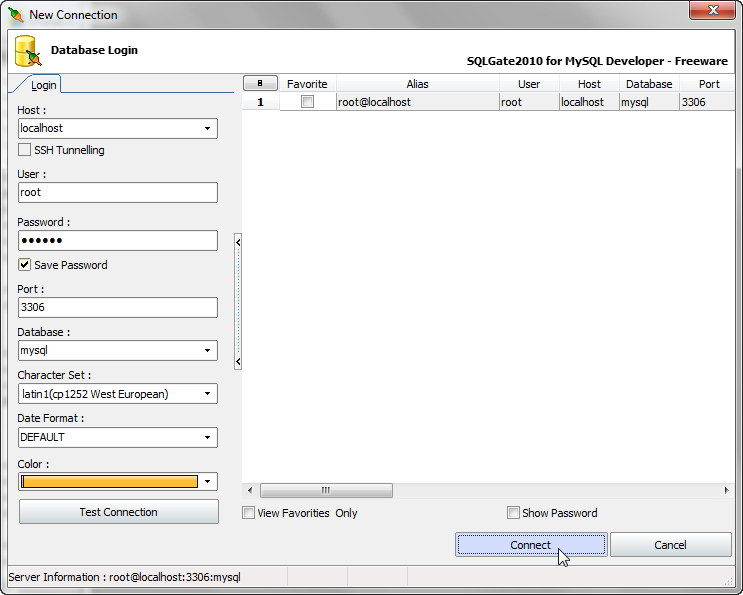 New Connection
Database Login
SQLGate2010 for MySQL Developer - Freeware
Login
Favorite Alias User Host Database Port
1 root@localhost root localhost mysql 3306
Host :
localhost
SSH Tunnelling
User :
root
Password :
••••••
Save Password
Port :
3306
Database :
mysql
Character Set :
latin1(cp1252 West European)
Date Format :
DEFAULT
Color :
Test Connection
View Favorities Only Show Password
Connect Cancel
Server Information : root@localhost:3306:mysql